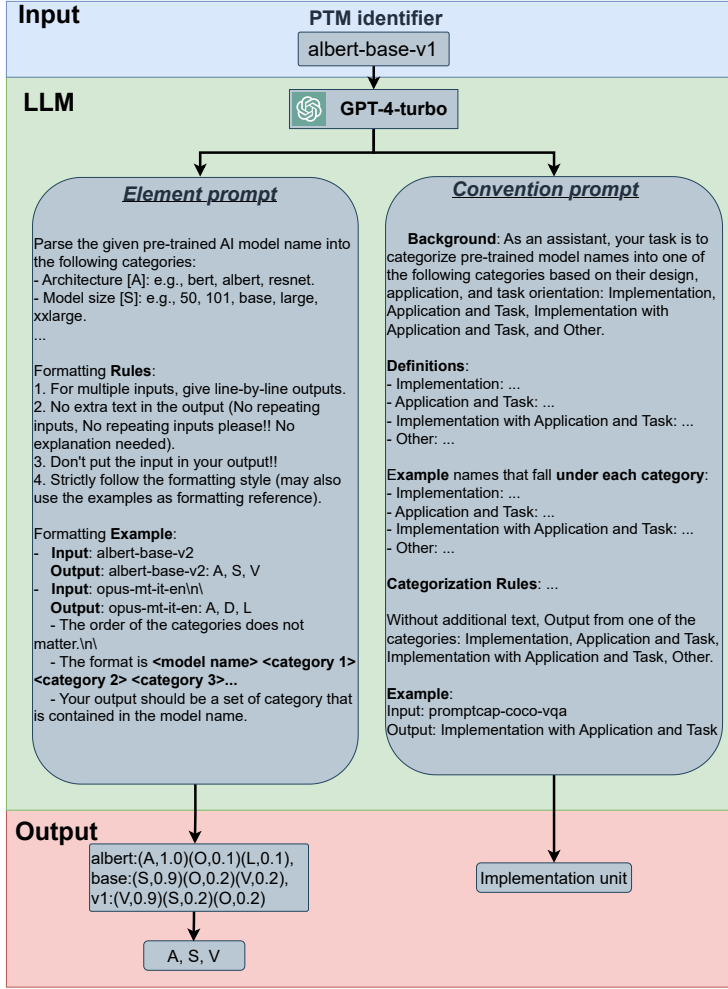 Input
PTM identifier
albert-base-v1
LLM
GPT-4-turbo
Element prompt
Parse the given pre-trained AI model name into
the following categories:
- Architecture [A]: e.g., bert, albert, resnet.
- Model size [S]: e.g., 50, 101, base, large,
xxlarge.
...
Formatting Rules:
1. For multiple inputs, give line-by-line outputs.
2. No extra text in the output (No repeating
inputs, No repeating inputs please!! No
explanation needed).
3. Don't put the input in your output!!
4. Strictly follow the formatting style (may also
use the examples as formatting reference).
Formatting Example:
- Input: albert-base-v2
Output: albert-base-v2: A, S, V
- Input: opus-mt-it-en\n\
Output: opus-mt-it-en: A, D, L
- The order of the categories does not
matter.\n\
- The format is <model name> <category 1>
<category 2> <category 3>...
- Your output should be a set of category that
is contained in the model name.
Convention prompt
Background: As an assistant, your task is to
categorize pre-trained model names into one of
the following categories based on their design,
application, and task orientation: Implementation,
Application and Task, Implementation with
Application and Task, and Other.
Definitions:
- Implementation: ...
- Application and Task: ...
- Implementation with Application and Task: ...
- Other: ...
Example names that fall under each category:
- Implementation: ...
- Application and Task: ...
- Implementation with Application and Task: ...
- Other: ...
Categorization Rules: ...
Without additional text, Output from one of the
categories: Implementation, Application and Task,
Implementation with Application and Task, Other.
Example:
Input: promptcap-coco-vqa
Output: Implementation with Application and Task
Output
albert:(A,1.0)(O,0.1)(L,0.1),
base:(S,0.9)(O,0.2)(V,0.2),
v1:(V,0.9)(S,0.2)(O,0.2)
A, S, V
Implementation unit